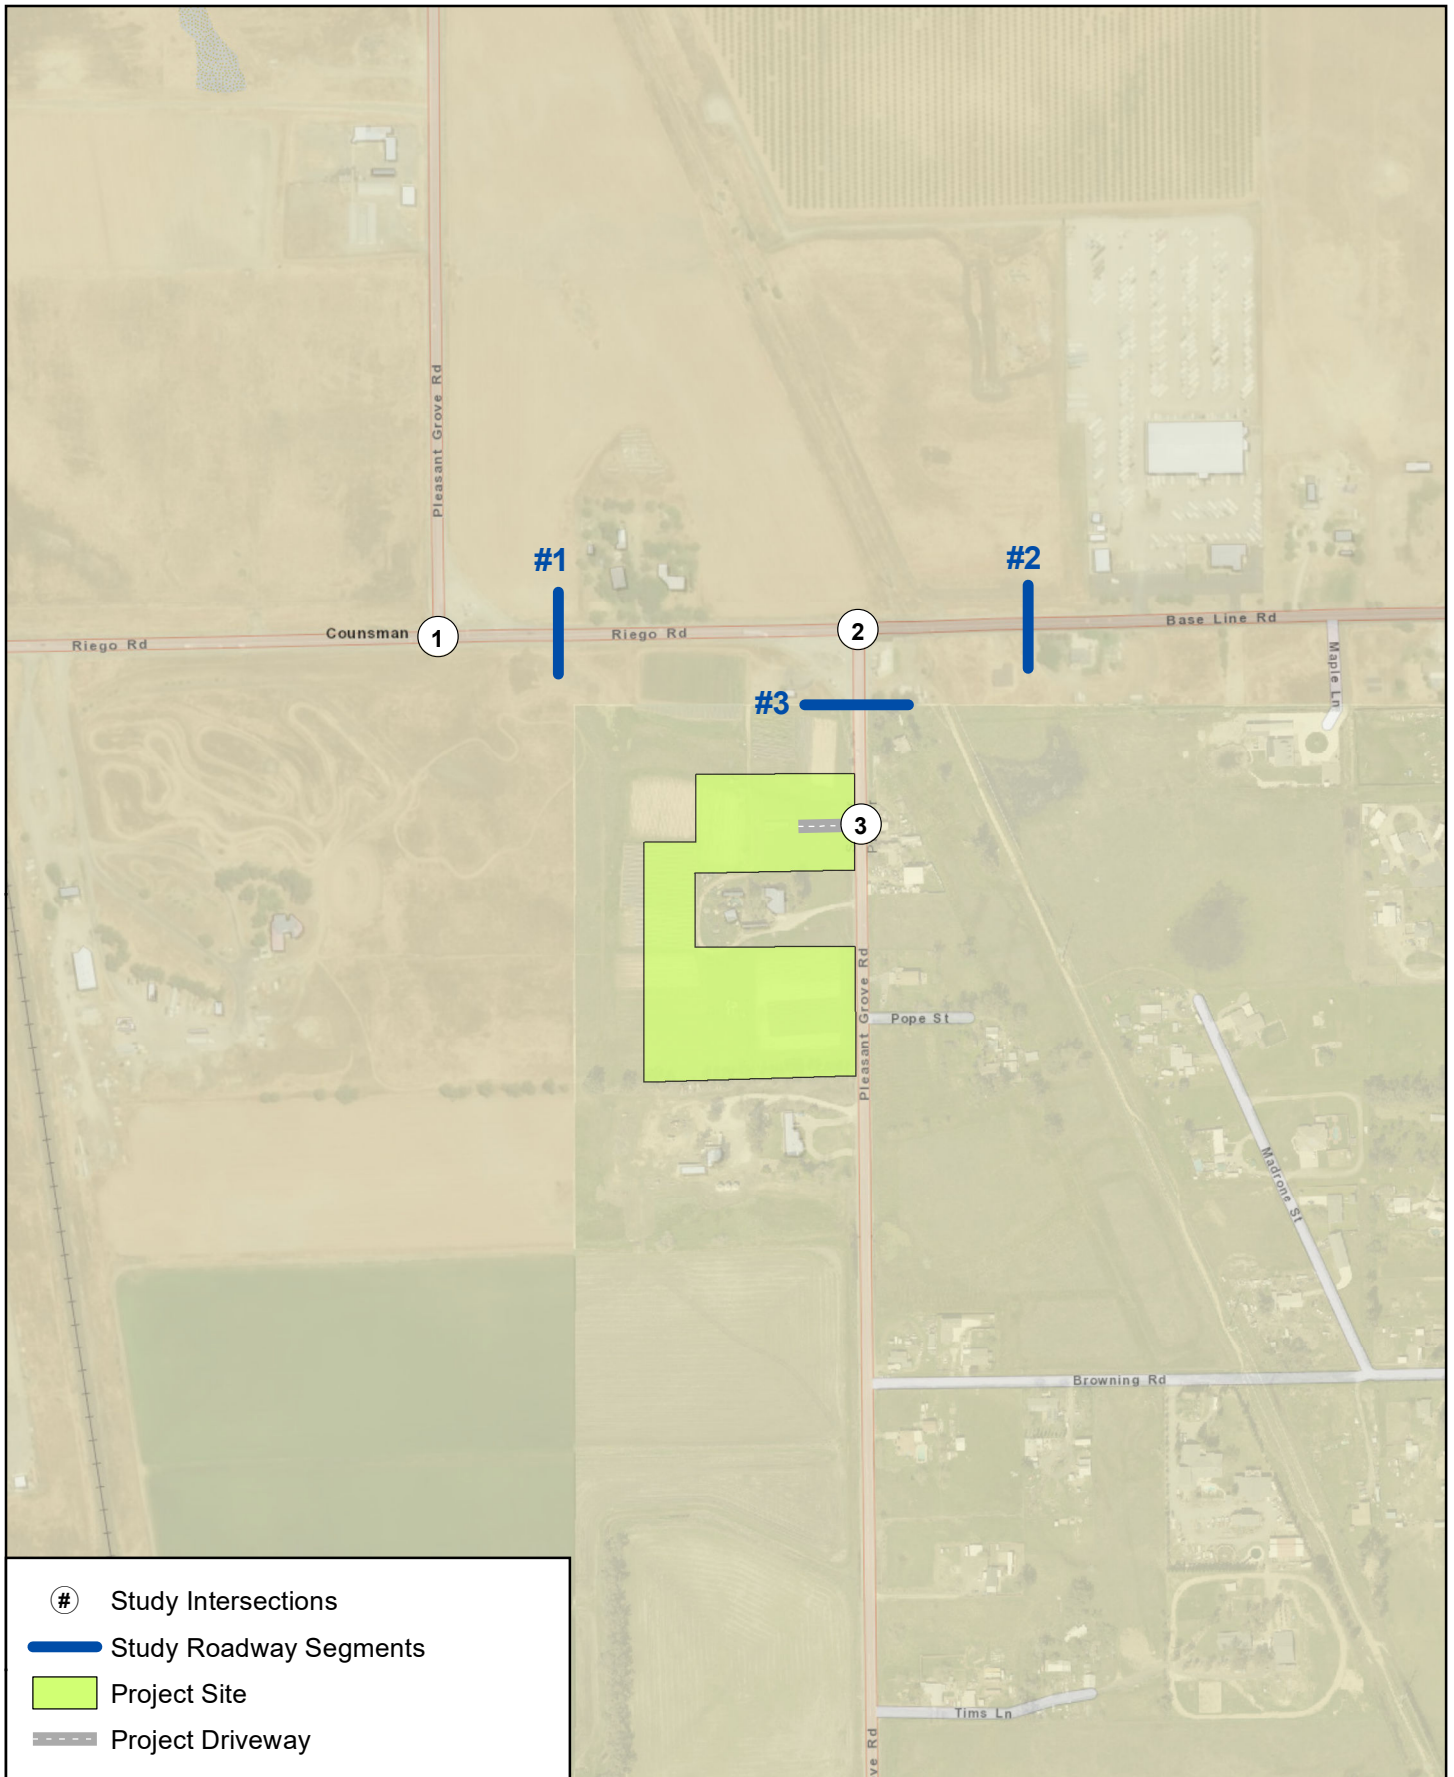 Pleasant Grove Rd
#1
#2
Riego Rd
Counsman
1
Riego Rd
2
Base Line Rd
Maple Ln
#3
3
Pleasant Grove Rd
Pope St
Madrone St
Browning Rd
Tims Ln
ve Rd
# Study Intersections
Study Roadway Segments
Project Site
Project Driveway